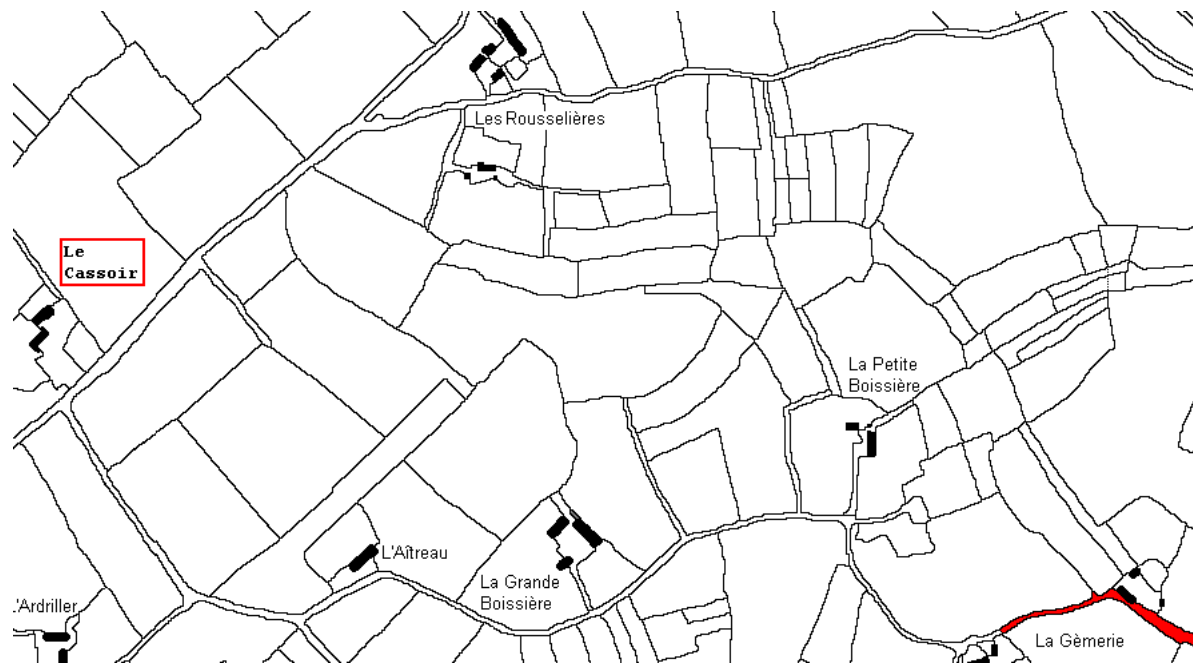 Les Rousselières
Le
Cassoir
La Petite
Boissière
L'Aîtreau
La Grande
Boissière
L'Ardriller
La Gèmerie